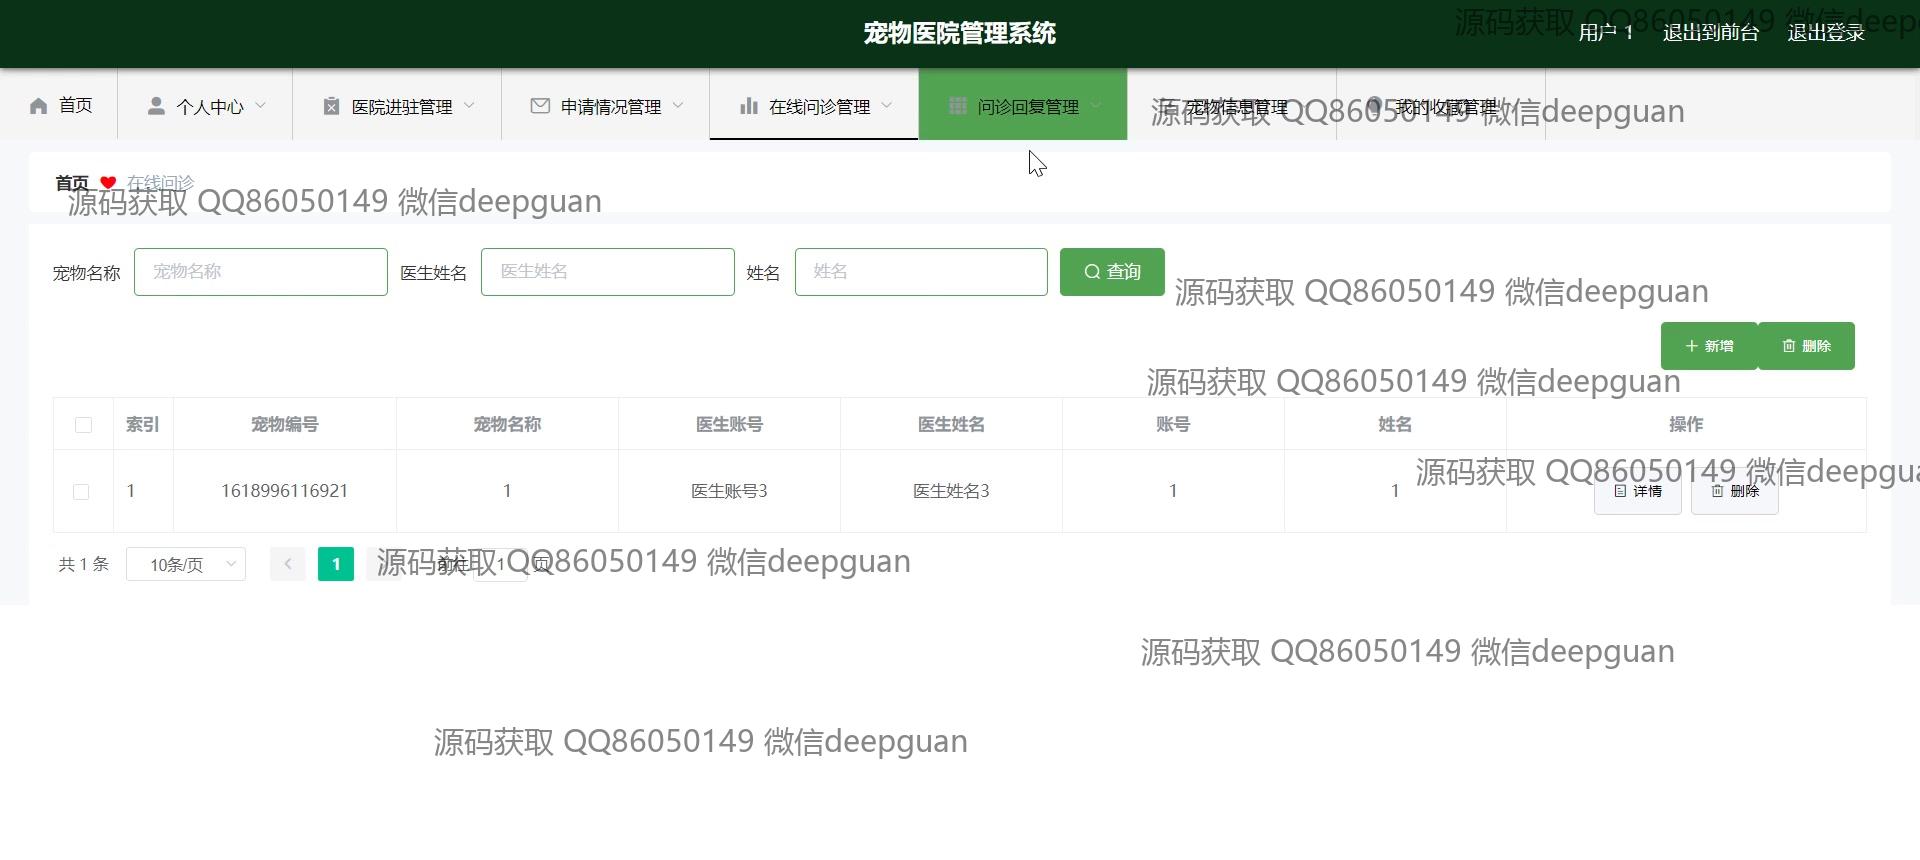 宠物医院管理系统
用户 1 退出到前台 退出登录
源码获取 QQ86050149 微信deep
首页 个人中心 医院进驻管理 申请情况管理 在线问诊管理 问诊回复管理 宠物信息管理 我的收藏管理
源码获取 QQ86050149 微信deepguan
首页 在线问诊
源码获取 QQ86050149 微信deepguan
宠物名称 宠物名称 医生姓名 医生姓名 姓名 姓名 查询
源码获取 QQ86050149 微信deepguan
新增 删除
源码获取 QQ86050149 微信deepguan
索引 宠物编号 宠物名称 医生账号 医生姓名 账号 姓名 操作
源码获取 QQ86050149 微信deepgua
1 1618996116921 1 医生账号3 医生姓名3 1 1 详情 删除
共 1 条 10条/页 1 前往 1 页
源码获取 QQ86050149 微信deepguan
源码获取 QQ86050149 微信deepguan
源码获取 QQ86050149 微信deepguan